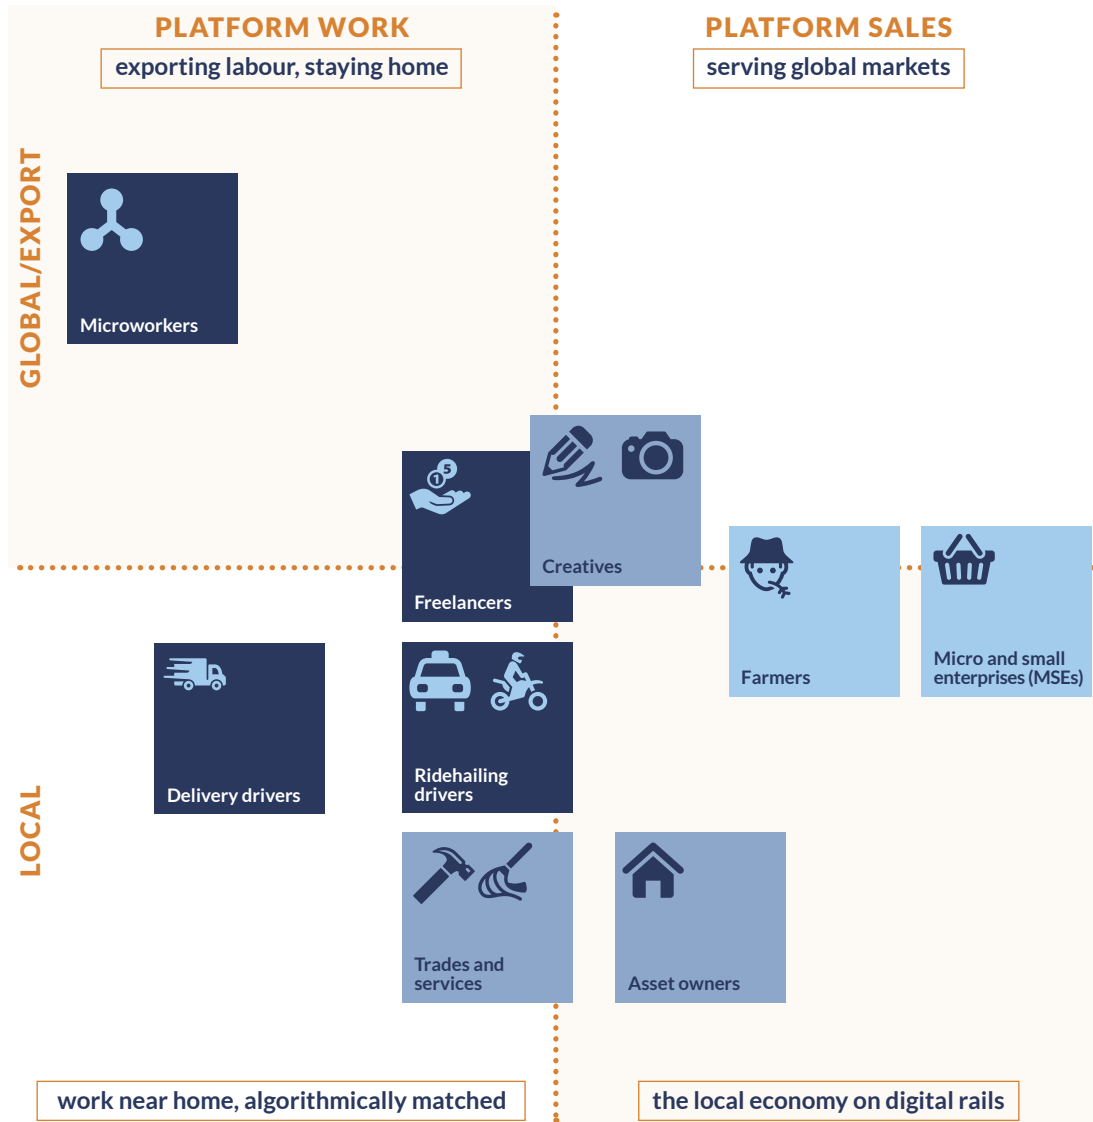 PLATFORM WORK
exporting labour, staying home
PLATFORM SALES
serving global markets
GLOBAL/EXPORT
Microworkers
1 5
Freelancers
Creatives
Farmers
Micro and small
enterprises (MSEs)
LOCAL
Delivery drivers
Ridehailing
drivers
Trades and
services
Asset owners
work near home, algorithmically matched
the local economy on digital rails